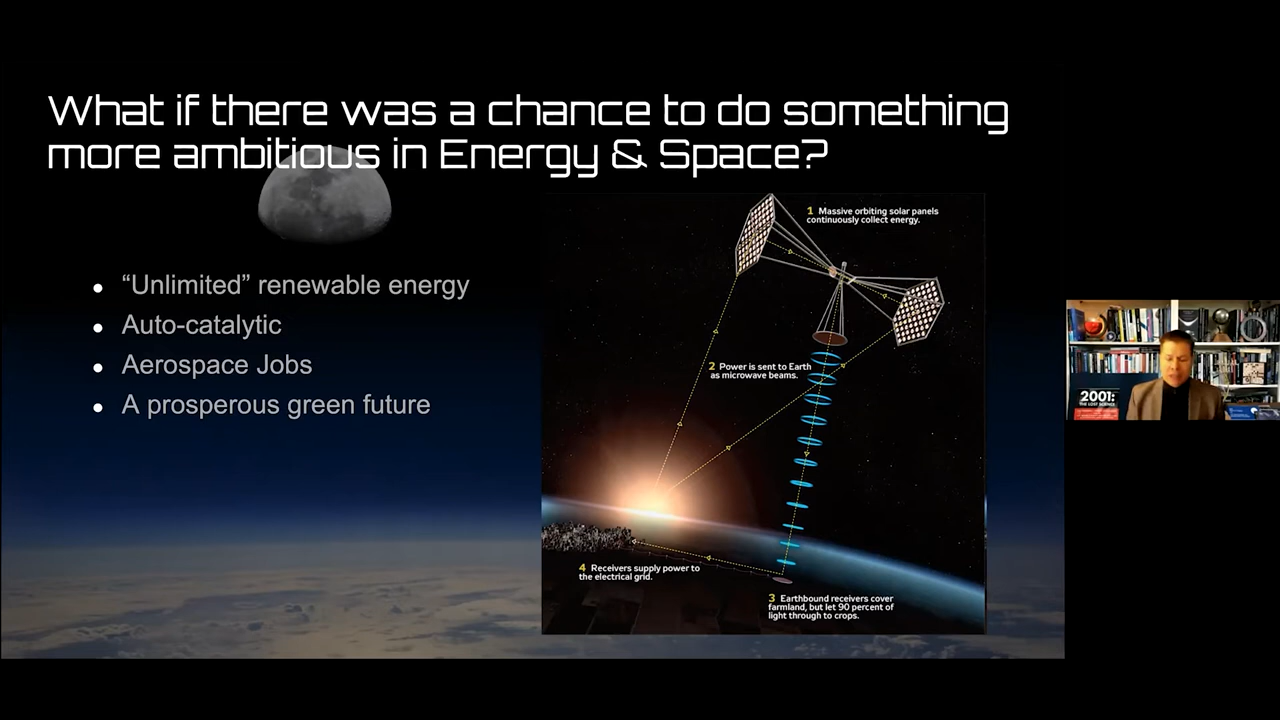 What if there was a chance to do something
more ambitious in Energy & Space?
• “Unlimited” renewable energy
• Auto-catalytic
• Aerospace Jobs
• A prosperous green future
1 Massive orbiting solar panels
continuously collect energy.
2 Power is sent to Earth
as microwave beams.
3 Earthbound receivers cover
farmland, but let 90 percent of
light through to crops.
4 Receivers supply power to
the electrical grid.
2001:
THE LOST SCIENCE